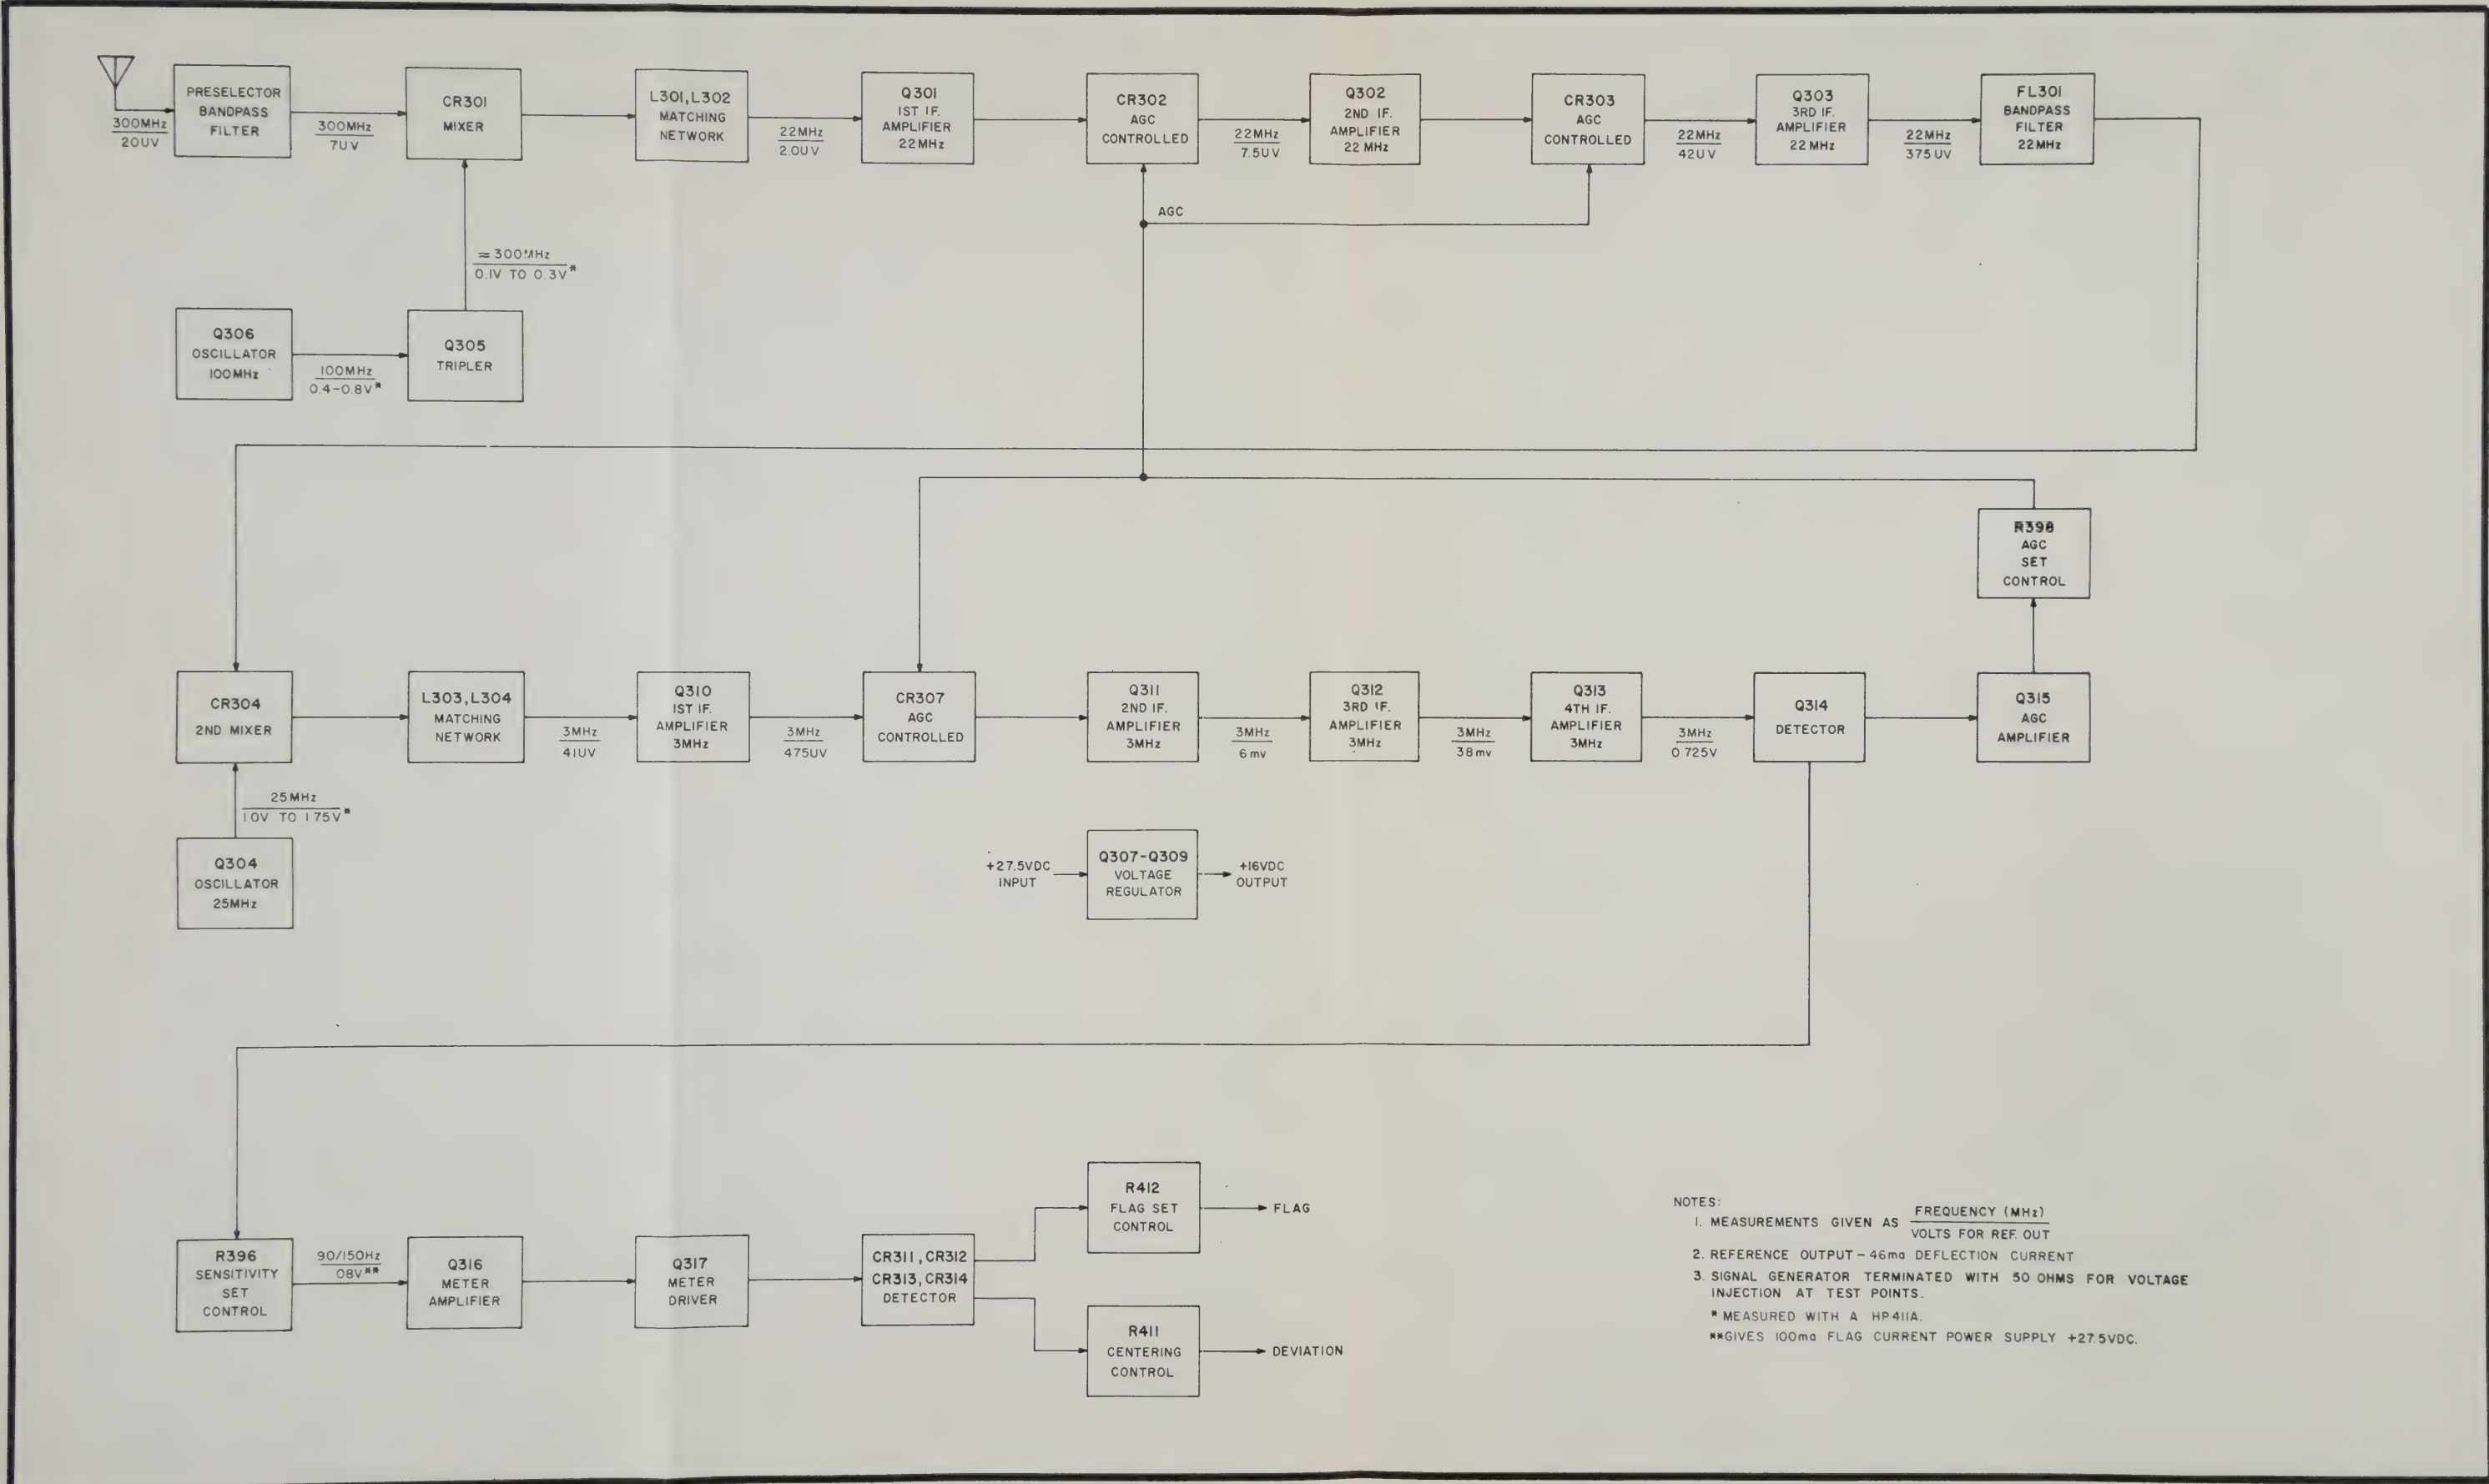 PRESELECTOR
BANDPASS
FILTER
300MHz
20UV
300MHz
7UV
CR301
MIXER
L301,L302
MATCHING
NETWORK
22MHz
2.0UV
Q301
1ST IF.
AMPLIFIER
22MHz
CR302
AGC
CONTROLLED
22MHz
7.5UV
Q302
2ND IF.
AMPLIFIER
22MHz
CR303
AGC
CONTROLLED
22MHz
42UV
Q303
3RD IF.
AMPLIFIER
22MHz
22MHz
375UV
FL301
BANDPASS
FILTER
22MHz
AGC
≈300MHz
0.1V TO 0.3V*
Q306
OSCILLATOR
100MHz
100MHz
0.4-0.8V*
Q305
TRIPLER
R398
AGC
SET
CONTROL
CR304
2ND MIXER
L303,L304
MATCHING
NETWORK
3MHz
41UV
Q310
1ST IF.
AMPLIFIER
3MHz
3MHz
475UV
CR307
AGC
CONTROLLED
Q311
2ND IF.
AMPLIFIER
3MHz
3MHz
6mv
Q312
3RD IF.
AMPLIFIER
3MHz
3MHz
38mv
Q313
4TH IF.
AMPLIFIER
3MHz
3MHz
0 725V
Q314
DETECTOR
Q315
AGC
AMPLIFIER
25MHz
1 0V TO 1 75V*
Q304
OSCILLATOR
25MHz
+27.5VDC
INPUT
Q307-Q309
VOLTAGE
REGULATOR
+16VDC
OUTPUT
R396
SENSITIVITY
SET
CONTROL
90/150Hz
08V**
Q316
METER
AMPLIFIER
Q317
METER
DRIVER
CR311,CR312
CR313,CR314
DETECTOR
R412
FLAG SET
CONTROL
FLAG
R411
CENTERING
CONTROL
DEVIATION
NOTES:
1. MEASUREMENTS GIVEN AS FREQUENCY (MHz)
VOLTS FOR REF. OUT
2. REFERENCE OUTPUT-46ma DEFLECTION CURRENT
3. SIGNAL GENERATOR TERMINATED WITH 50 OHMS FOR VOLTAGE
INJECTION AT TEST POINTS.
* MEASURED WITH A HP411A.
**GIVES 100ma FLAG CURRENT POWER SUPPLY +27.5VDC.